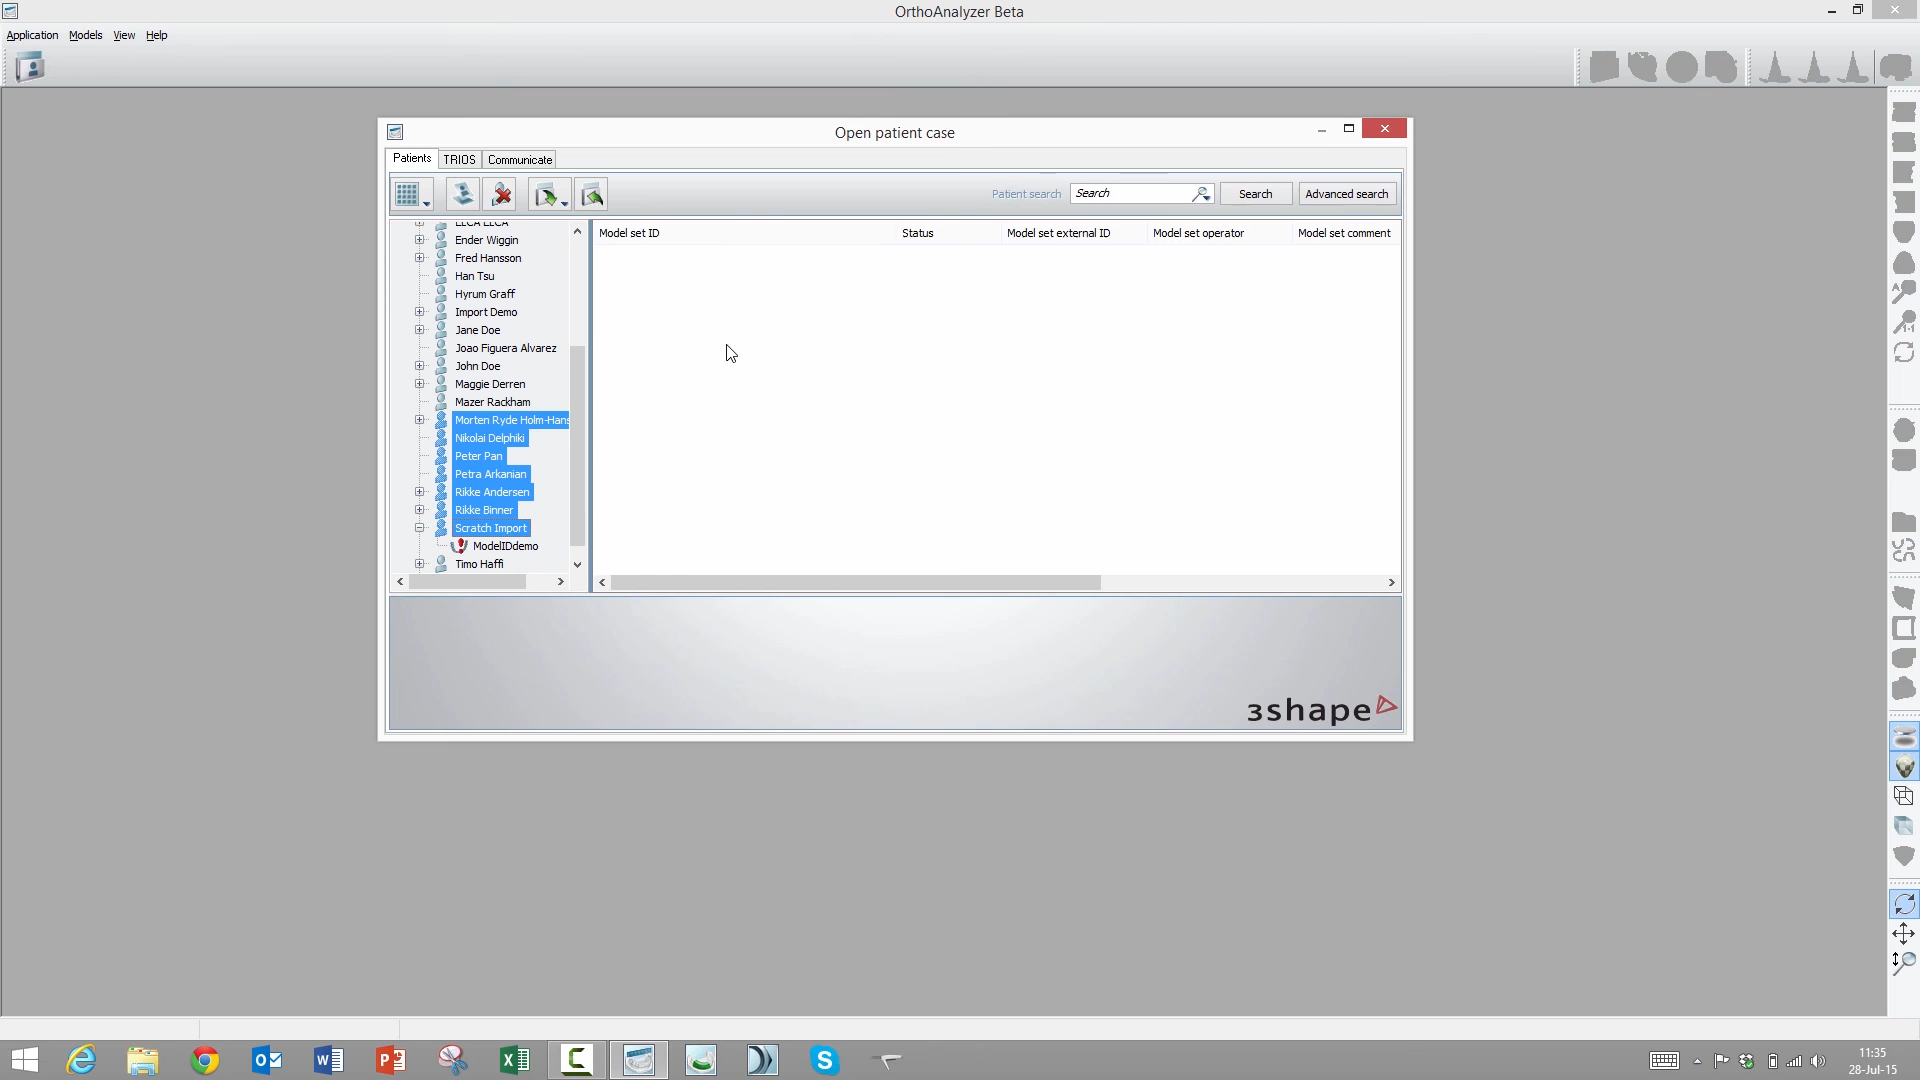 OrthoAnalyzer Beta
Application Models View Help
Open patient case
Patients TRIOS Communicate
Patient search Search Search Advanced search
Model set ID Status Model set external ID Model set operator Model set comment
Ender Wiggin
Fred Hansson
Han Tsu
Hyrum Graff
Import Demo
Jane Doe
Joao Figuera Alvarez
John Doe
Maggie Derren
Mazer Rackham
Morten Ryde Holm-Hans
Nikolai Delphiki
Peter Pan
Petra Arkanian
Rikke Andersen
Rikke Binner
Scratch Import
ModelIDdemo
Timo Haffi
3shape
11:35
28-Jul-15